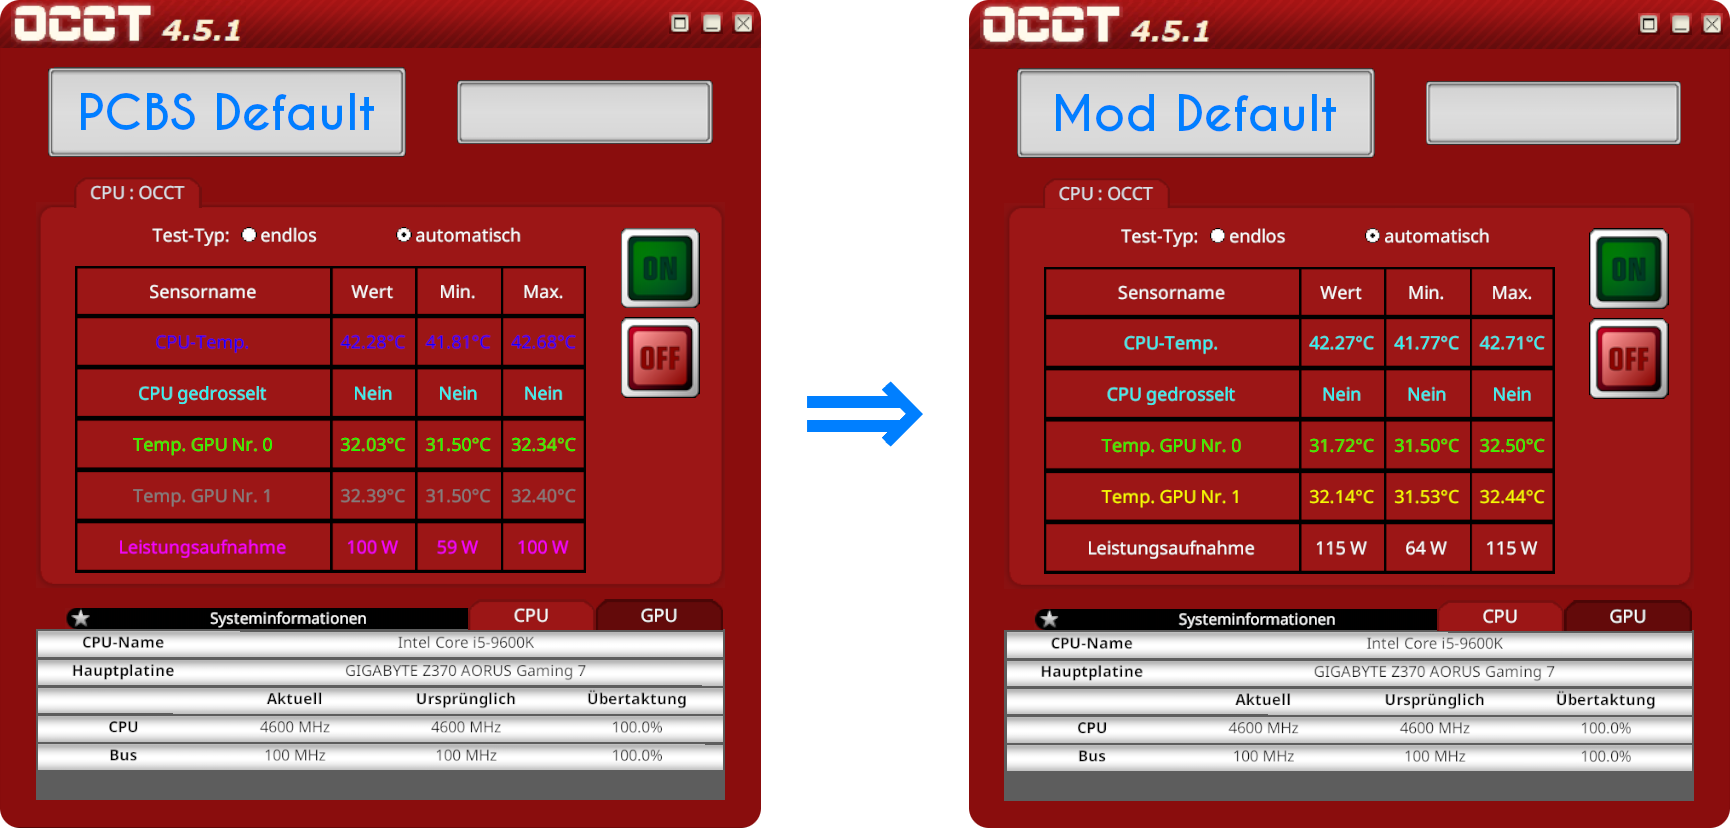 OCCT 4.5.1
PCBS Default
CPU : OCCT
Test-Typ: endlos automatisch
ON
OFF
Sensorname Wert Min. Max.
CPU-Temp. 42.28°C 41.81°C 42.68°C
CPU gedrosselt Nein Nein Nein
Temp. GPU Nr. 0 32.03°C 31.50°C 32.34°C
Temp. GPU Nr. 1 32.39°C 31.50°C 32.40°C
Leistungsaufnahme 100 W 59 W 100 W
Systeminformationen CPU GPU
CPU-Name Intel Core i5-9600K
Hauptplatine GIGABYTE Z370 AORUS Gaming 7
Aktuell Ursprünglich Übertaktung
CPU 4600 MHz 4600 MHz 100.0%
Bus 100 MHz 100 MHz 100.0%
OCCT 4.5.1
Mod Default
CPU : OCCT
Test-Typ: endlos automatisch
ON
OFF
Sensorname Wert Min. Max.
CPU-Temp. 42.27°C 41.77°C 42.71°C
CPU gedrosselt Nein Nein Nein
Temp. GPU Nr. 0 31.72°C 31.50°C 32.50°C
Temp. GPU Nr. 1 32.14°C 31.53°C 32.44°C
Leistungsaufnahme 115 W 64 W 115 W
Systeminformationen CPU GPU
CPU-Name Intel Core i5-9600K
Hauptplatine GIGABYTE Z370 AORUS Gaming 7
Aktuell Ursprünglich Übertaktung
CPU 4600 MHz 4600 MHz 100.0%
Bus 100 MHz 100 MHz 100.0%